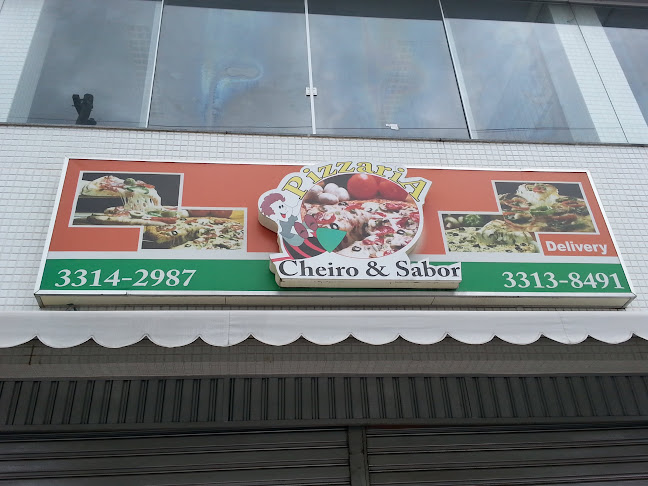 PizzariA
Cheiro & Sabor
3314-2987
Delivery
3313-8491